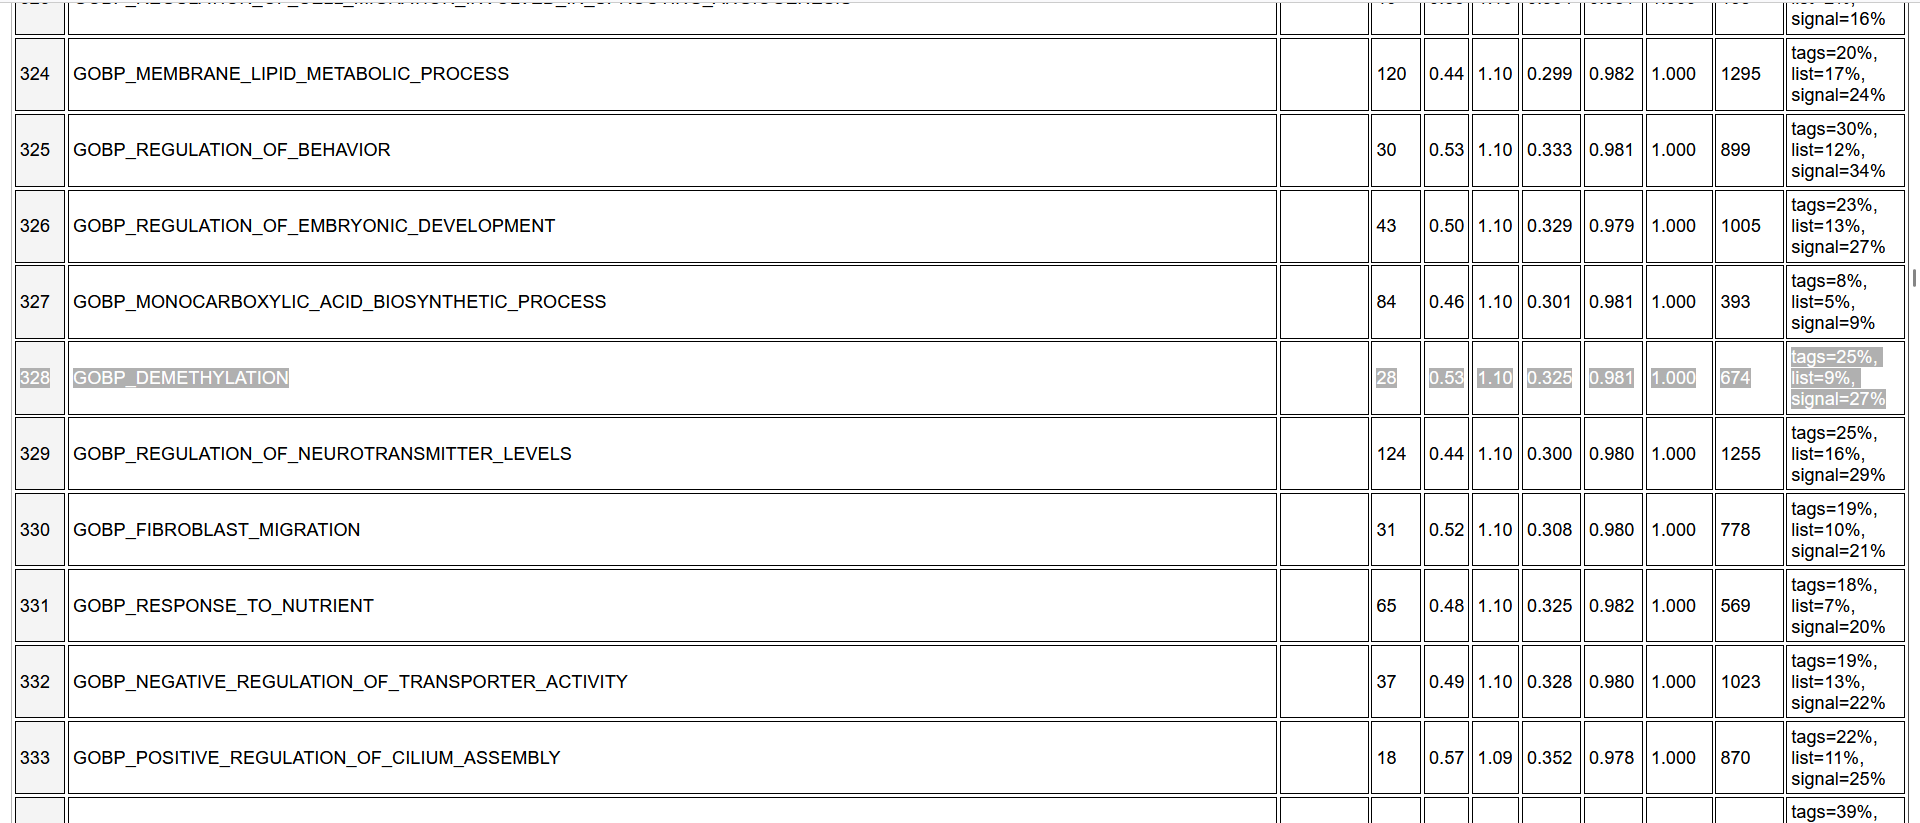 signal=16%
324 GOBP_MEMBRANE_LIPID_METABOLIC_PROCESS 120 0.44 1.10 0.299 0.982 1.000 1295 tags=20%,
list=17%,
signal=24%
325 GOBP_REGULATION_OF_BEHAVIOR 30 0.53 1.10 0.333 0.981 1.000 899 tags=30%,
list=12%,
signal=34%
326 GOBP_REGULATION_OF_EMBRYONIC_DEVELOPMENT 43 0.50 1.10 0.329 0.979 1.000 1005 tags=23%,
list=13%,
signal=27%
327 GOBP_MONOCARBOXYLIC_ACID_BIOSYNTHETIC_PROCESS 84 0.46 1.10 0.301 0.981 1.000 393 tags=8%,
list=5%,
signal=9%
328 GOBP_DEMETHYLATION 28 0.53 1.10 0.325 0.981 1.000 674 tags=25%,
list=9%,
signal=27%
329 GOBP_REGULATION_OF_NEUROTRANSMITTER_LEVELS 124 0.44 1.10 0.300 0.980 1.000 1255 tags=25%,
list=16%,
signal=29%
330 GOBP_FIBROBLAST_MIGRATION 31 0.52 1.10 0.308 0.980 1.000 778 tags=19%,
list=10%,
signal=21%
331 GOBP_RESPONSE_TO_NUTRIENT 65 0.48 1.10 0.325 0.982 1.000 569 tags=18%,
list=7%,
signal=20%
332 GOBP_NEGATIVE_REGULATION_OF_TRANSPORTER_ACTIVITY 37 0.49 1.10 0.328 0.980 1.000 1023 tags=19%,
list=13%,
signal=22%
333 GOBP_POSITIVE_REGULATION_OF_CILIUM_ASSEMBLY 18 0.57 1.09 0.352 0.978 1.000 870 tags=22%,
list=11%,
signal=25%
tags=39%,